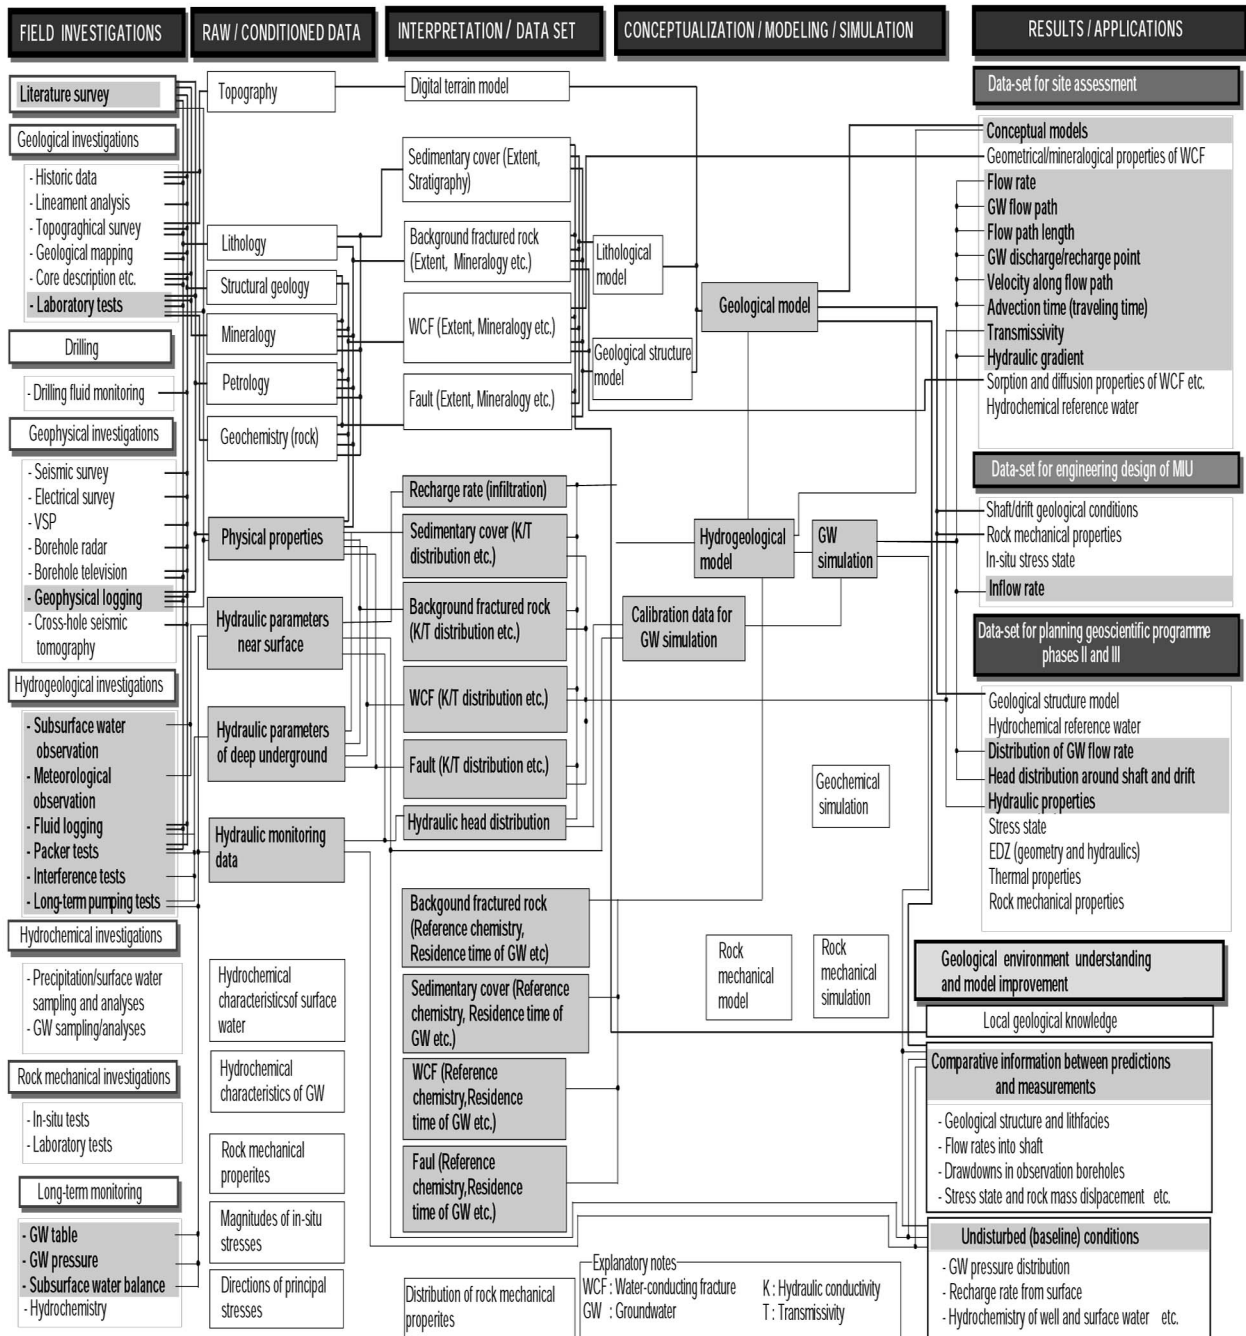 FIELD INVESTIGATIONS
RAW / CONDITIONED DATA
INTERPRETATION / DATA SET
CONCEPTUALIZATION / MODELING / SIMULATION
RESULTS / APPLICATIONS
Literature survey
Geological investigations
- Historic data
- Lineament analysis
- Topograghical survey
- Geological mapping
- Core description etc.
- Laboratory tests
Drilling
- Drilling fluid monitoring
Geophysical investigations
- Seismic survey
- Electrical survey
- VSP
- Borehole radar
- Borehole television
- Geophysical logging
- Cross-hole seismic
tomography
Hydrogeological investigations
- Subsurface water
observation
- Meteorological
observation
- Fluid logging
- Packer tests
- Interference tests
- Long-term pumping tests
Hydrochemical investigations
- Precipitation/surface water
sampling and analyses
- GW sampling/analyses
Rock mechanical investigations
- In-situ tests
- Laboratory tests
Long-term monitoring
- GW table
- GW pressure
- Subsurface water balance
- Hydrochemistry
Topography
Lithology
Structural geology
Mineralogy
Petrology
Geochemistry (rock)
Physical properties
Hydraulic parameters
near surface
Hydraulic parameters
of deep underground
Hydraulic monitoring
data
Hydrochemical
characteristicsof surface
water
Hydrochemical
characteristics of GW
Rock mechanical
properites
Magnitudes of in-situ
stresses
Directions of principal
stresses
Digital terrain model
Sedimentary cover (Extent,
Stratigraphy)
Background fractured rock
(Extent, Mineralogy etc.)
WCF (Extent, Mineralogy etc.)
Fault (Extent, Mineralogy etc.)
Recharge rate (infiltration)
Sedimentary cover (K/T
distribution etc.)
Background fractured rock
(K/T distribution etc.)
WCF (K/T distribution etc.)
Fault (K/T distribution etc.)
Hydraulic head distribution
Backgound fractured rock
(Reference chemistry,
Residence time of GW etc)
Sedimentary cover (Reference
chemistry, Residence time of
GW etc.)
WCF (Reference
chemistry,Residence
time of GW etc.)
Faul (Reference
chemistry,Residence
time of GW etc.)
Distribution of rock mechanical
properites
Lithological
model
Geological structure
model
Geological model
Hydrogeological
model
GW
simulation
Calibration data for
GW simulation
Geochemical
simulation
Rock
mechanical
model
Rock
mechanical
simulation
Explanatory notes
WCF : Water-conducting fracture
GW : Groundwater
K : Hydraulic conductivity
T : Transmissivity
Data-set for site assessment
Conceptual models
Geometrical/mineralogical properties of WCF
Flow rate
GW flow path
Flow path length
GW discharge/recharge point
Velocity along flow path
Advection time (traveling time)
Transmissivity
Hydraulic gradient
Sorption and diffusion properties of WCF etc.
Hydrochemical reference water
Data-set for engineering design of MIU
Shaft/drift geological conditions
Rock mechanical properties
In-situ stress state
Inflow rate
Data-set for planning geoscientific programme
phases II and III
Geological structure model
Hydrochemical reference water
Distribution of GW flow rate
Head distribution around shaft and drift
Hydraulic properties
Stress state
EDZ (geometry and hydraulics)
Thermal properties
Rock mechanical properties
Geological environment understanding
and model improvement
Local geological knowledge
Comparative information between predictions
and measurements
- Geological structure and lithfacies
- Flow rates into shaft
- Drawdowns in observation boreholes
- Stress state and rock mass dislpacement etc.
Undisturbed (baseline) conditions
- GW pressure distribution
- Recharge rate from surface
- Hydrochemistry of well and surface water etc.